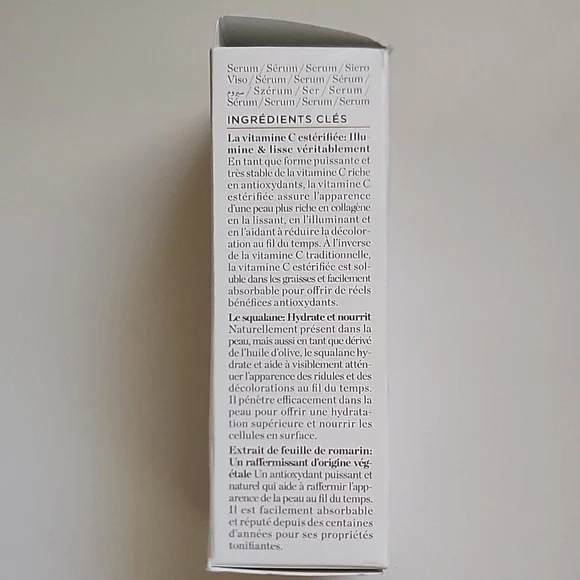 Serum/Sérum/Serum/Siero
Viso/Sérum/Serum/Sérum/
سيروم/Szérum/Ser/Serum/
Sérum/Serum/Serum/Serum
INGRÉDIENTS CLÉS
La vitamine C estérifiée: Illu-
mine & lisse véritablement
En tant que forme puissante et
très stable de la vitamine C riche
en antioxydants, la vitamine C
estérifiée assure l'apparence
d'une peau plus riche en collagène
en la lissant, en l'illuminant et
en l'aidant à réduire la décolor-
ation au fil du temps. À l'inverse
de la vitamine C traditionnelle,
la vitamine C estérifiée est sol-
uble dans les graisses et facilement
absorbable pour offrir de réels
bénéfices antioxydants.
Le squalane: Hydrate et nourrit
Naturellement présent dans la
peau, mais aussi en tant que dérivé
de l'huile d'olive, le squalane hy-
drate et aide à visiblement attén-
uer l'apparence des ridules et des
décolorations au fil du temps.
Il pénètre efficacement dans la
peau pour offrir une hydrata-
tion supérieure et nourrir les
cellules en surface.
Extrait de feuille de romarin:
Un raffermissant d'origine vég-
étale Un antioxydant puissant et
naturel qui aide à raffermir l'app-
arence de la peau au fil du temps.
Il est facilement absorbable
et réputé depuis des centaines
d'années pour ses propriétés
tonifiantes.